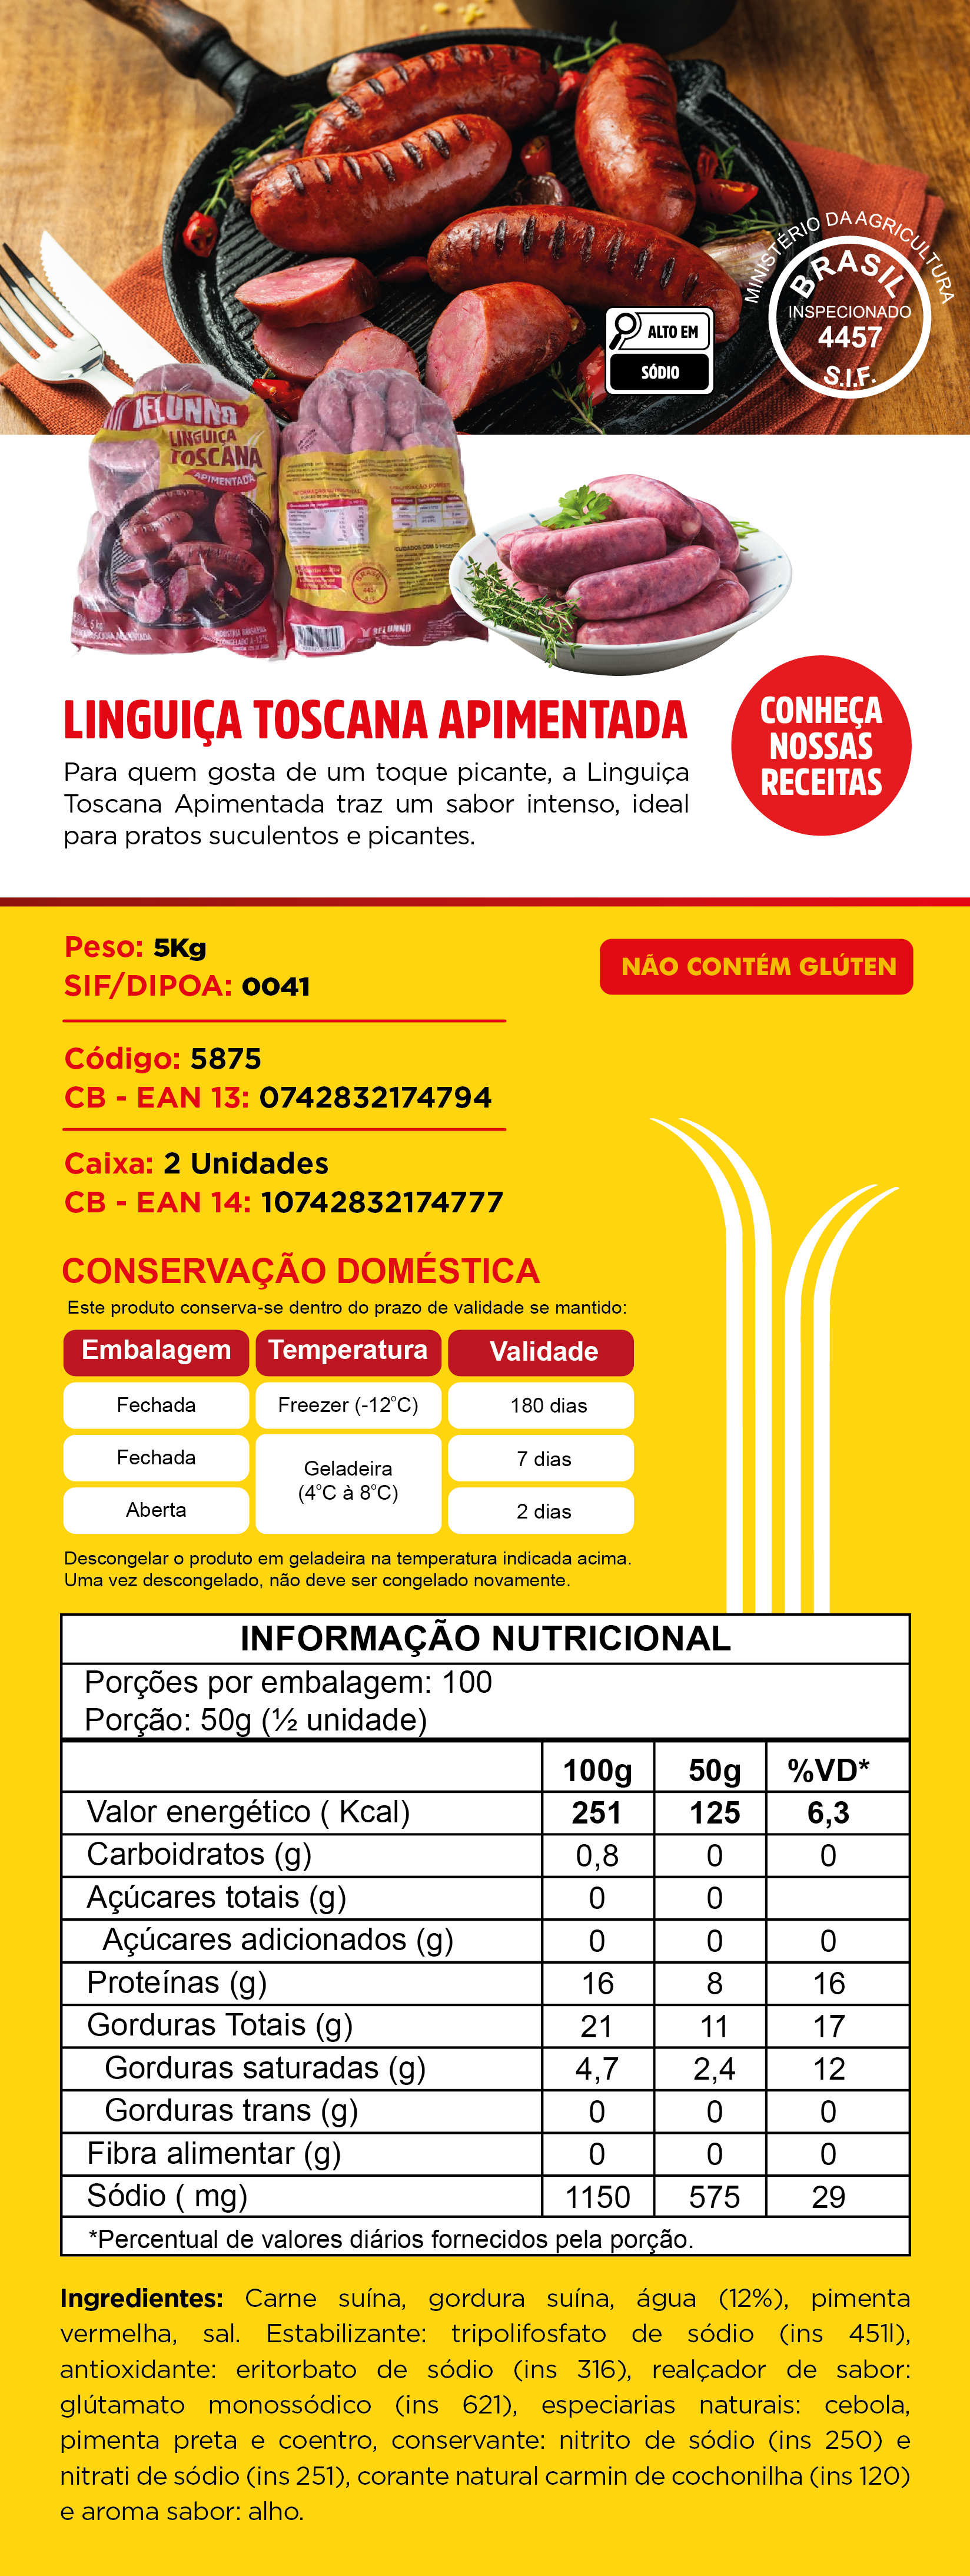 MINISTÉRIO DA AGRICULTURA
BRASIL
INSPECIONADO
4457
S.I.F.
ALTO EM
SÓDIO
BELUNNO
LINGUIÇA
TOSCANA
APIMENTADA
BRASIL
4457
BELUNNO
LINGUIÇA TOSCANA APIMENTADA
Para quem gosta de um toque picante, a Linguiça
Toscana Apimentada traz um sabor intenso, ideal
para pratos suculentos e picantes.
CONHEÇA
NOSSAS
RECEITAS
Peso: 5Kg
SIF/DIPOA: 0041
NÃO CONTÉM GLÚTEN
Código: 5875
CB - EAN 13: 0742832174794
Caixa: 2 Unidades
CB - EAN 14: 10742832174777
CONSERVAÇÃO DOMÉSTICA
Este produto conserva-se dentro do prazo de validade se mantido:
Embalagem Temperatura Validade
Fechada Freezer (-12ºC) 180 dias
Fechada Geladeira 7 dias
(4ºC à 8ºC)
Aberta 2 dias
Descongelar o produto em geladeira na temperatura indicada acima.
Uma vez descongelado, não deve ser congelado novamente.
INFORMAÇÃO NUTRICIONAL
Porções por embalagem: 100
Porção: 50g (½ unidade)
100g 50g %VD*
Valor energético ( Kcal) 251 125 6,3
Carboidratos (g) 0,8 0 0
Açúcares totais (g) 0 0
Açúcares adicionados (g) 0 0 0
Proteínas (g) 16 8 16
Gorduras Totais (g) 21 11 17
Gorduras saturadas (g) 4,7 2,4 12
Gorduras trans (g) 0 0 0
Fibra alimentar (g) 0 0 0
Sódio ( mg) 1150 575 29
*Percentual de valores diários fornecidos pela porção.
Ingredientes: Carne suína, gordura suína, água (12%), pimenta
vermelha, sal. Estabilizante: tripolifosfato de sódio (ins 451l),
antioxidante: eritorbato de sódio (ins 316), realçador de sabor:
glútamato monossódico (ins 621), especiarias naturais: cebola,
pimenta preta e coentro, conservante: nitrito de sódio (ins 250) e
nitrati de sódio (ins 251), corante natural carmin de cochonilha (ins 120)
e aroma sabor: alho.